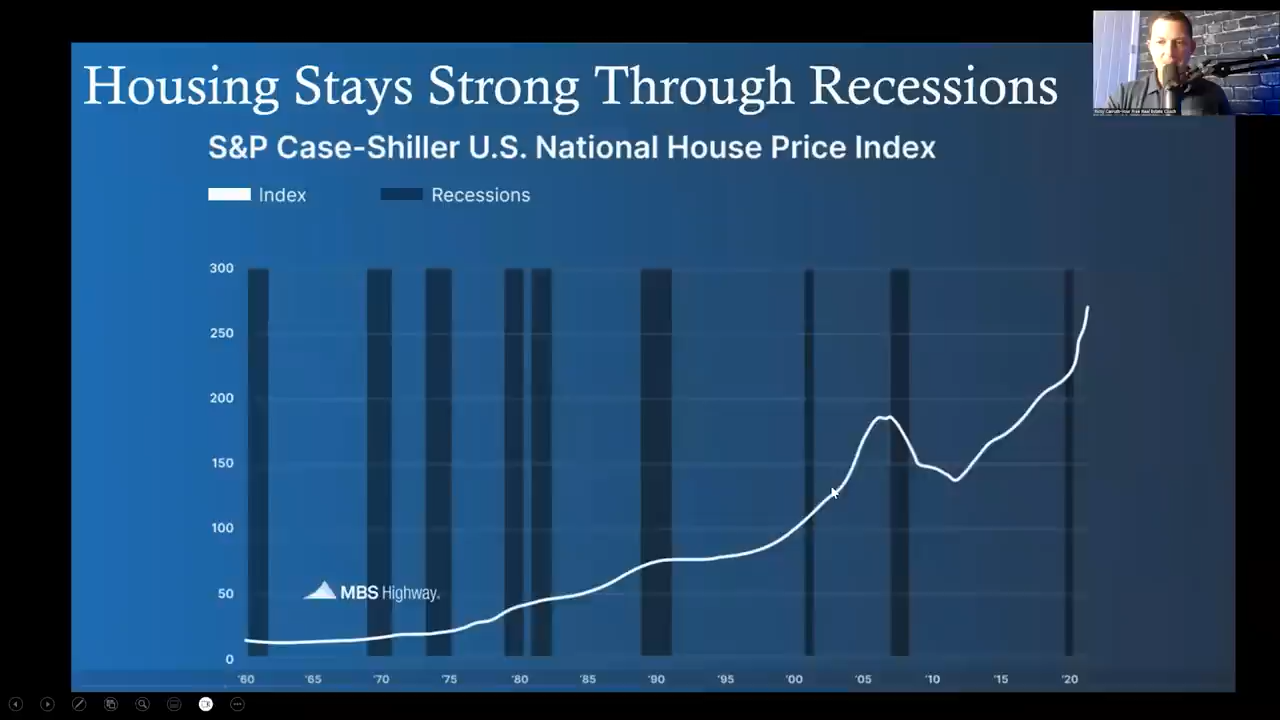 Housing Stays Strong Through Recessions
S&P Case-Shiller U.S. National House Price Index
Index
Recessions
300
250
200
150
100
50
0
MBS Highway.
'60 '65 '70 '75 '80 '85 '90 '95 '00 '05 '10 '15 '20